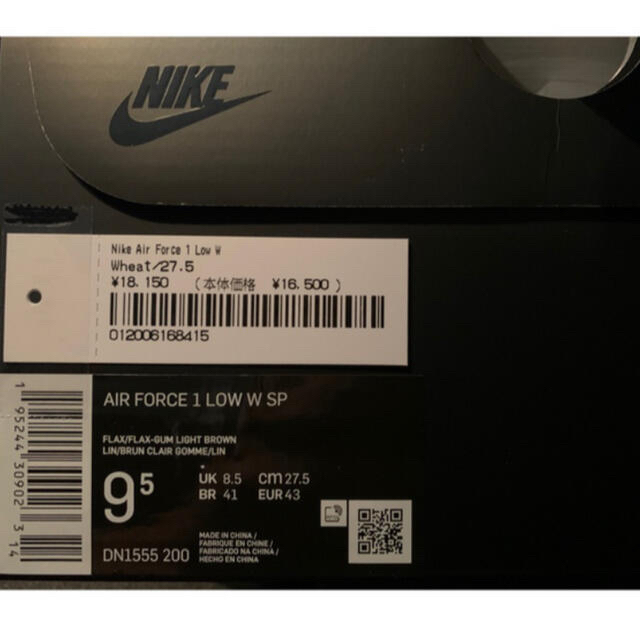 NIKE
Nike Air Force 1 Low W
Wheat/27.5
¥18,150 (本体価格 ¥16,500)
012006168415
AIR FORCE 1 LOW W SP
FLAX/FLAX-GUM LIGHT BROWN
LIN/BRUN CLAIR GOMME/LIN
9⁵
UK 8.5 cm 27.5
BR 41 EUR 43
MADE IN CHINA/
FABRIQUE EN CHINE/
FABRICADO NA CHINA/
HECHO EN CHINA
DN1555 200
1 95244 30902 3 14